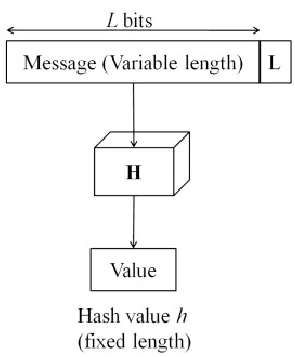 L bits
Message (Variable length) L
H
Value
Hash value h
(fixed length)